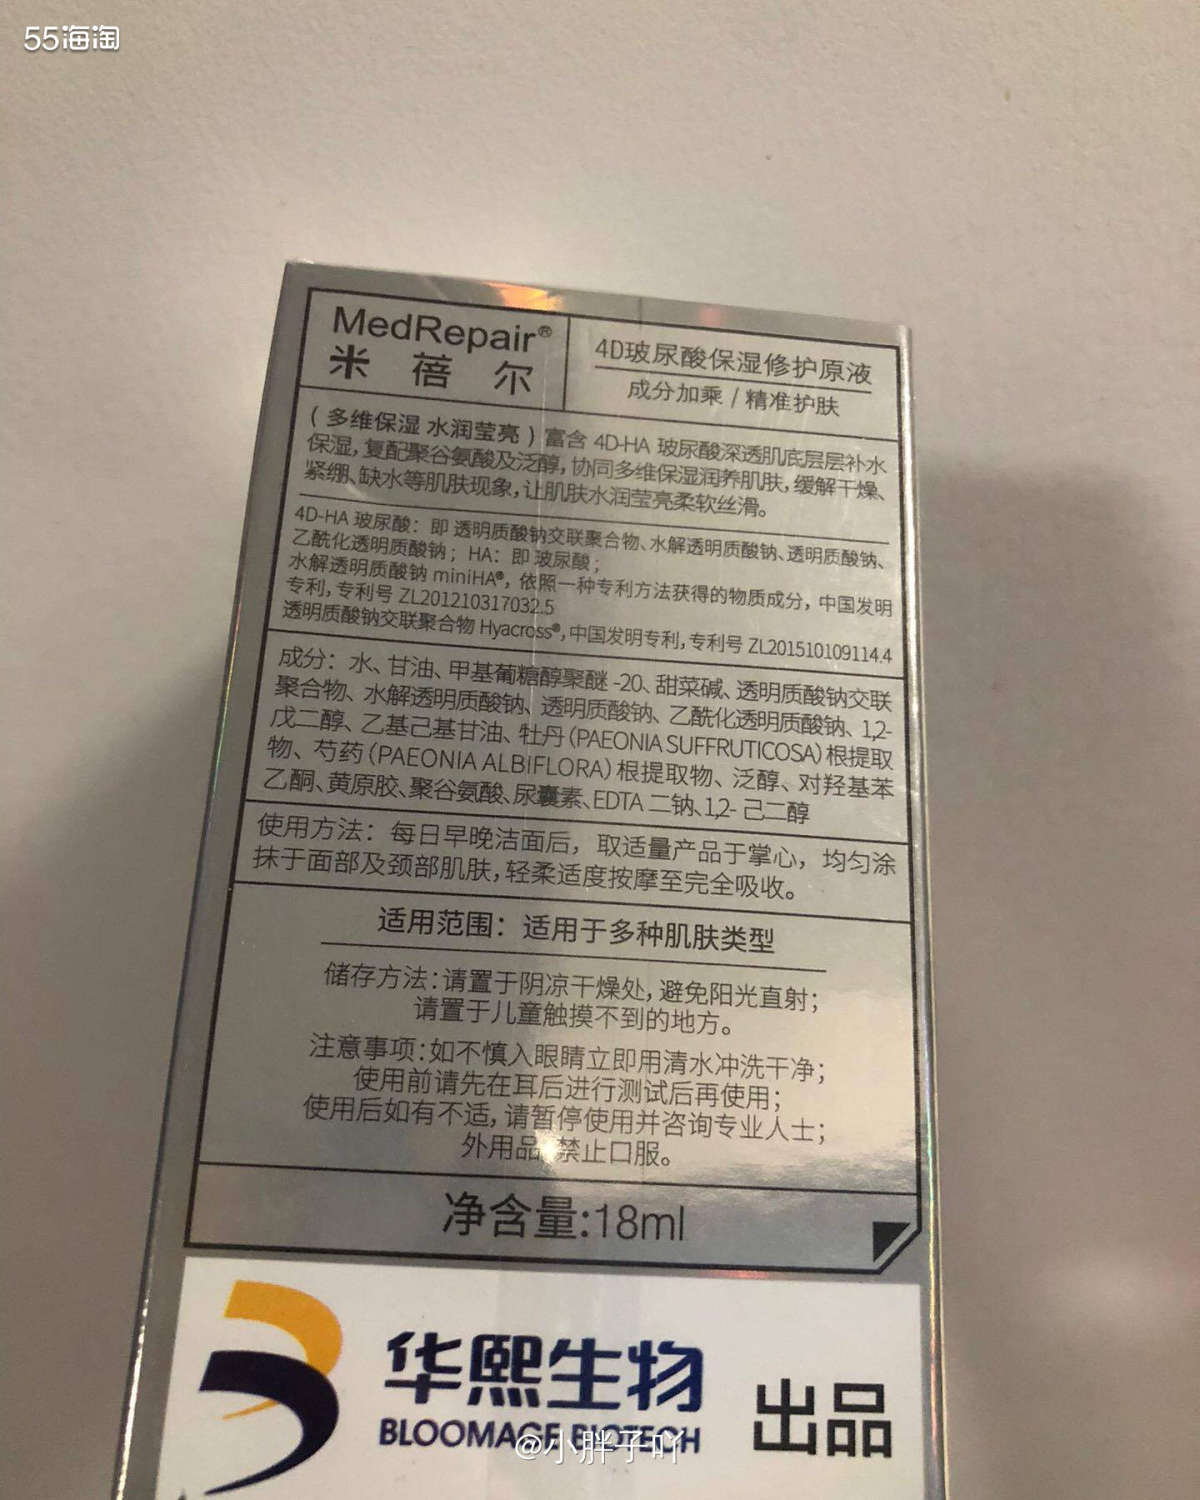 55海淘
MedRepair®
米蓓尔
4D玻尿酸保湿修护原液
成分加乘 / 精准护肤
(多维保湿 水润莹亮) 富含 4D-HA 玻尿酸深透肌底层层补水
保湿，复配聚谷氨酸及泛醇，协同多维保湿润养肌肤，缓解干燥、
紧绷、缺水等肌肤现象，让肌肤水润莹亮柔软丝滑。
4D-HA 玻尿酸：即 透明质酸钠交联聚合物、水解透明质酸钠、透明质酸钠、
乙酰化透明质酸钠； HA：即 玻尿酸；
水解透明质酸钠 miniHA®，依照一种专利方法获得的物质成分，中国发明
专利，专利号 ZL201210317032.5
透明质酸钠交联聚合物 Hyacross®，中国发明专利，专利号 ZL201510109114.4
成分：水、甘油、甲基葡糖醇聚醚 -20、甜菜碱、透明质酸钠交联
聚合物、水解透明质酸钠、透明质酸钠、乙酰化透明质酸钠、1,2-
戊二醇、乙基己基甘油、牡丹（PAEONIA SUFFRUTICOSA）根提取
物、芍药（PAEONIA ALBIFLORA）根提取物、泛醇、对羟基苯
乙酮、黄原胶、聚谷氨酸、尿囊素、EDTA 二钠、1,2- 己二醇
使用方法：每日早晚洁面后，取适量产品于掌心，均匀涂
抹于面部及颈部肌肤，轻柔适度按摩至完全吸收。
适用范围：适用于多种肌肤类型
储存方法：请置于阴凉干燥处，避免阳光直射；
请置于儿童触摸不到的地方。
注意事项：如不慎入眼睛立即用清水冲洗干净；
使用前请先在耳后进行测试后再使用；
使用后如有不适，请暂停使用并咨询专业人士；
外用品 禁止口服。
净含量:18ml
华熙生物
BLOOMAGE BIOTECH
出品
@小胖子吖